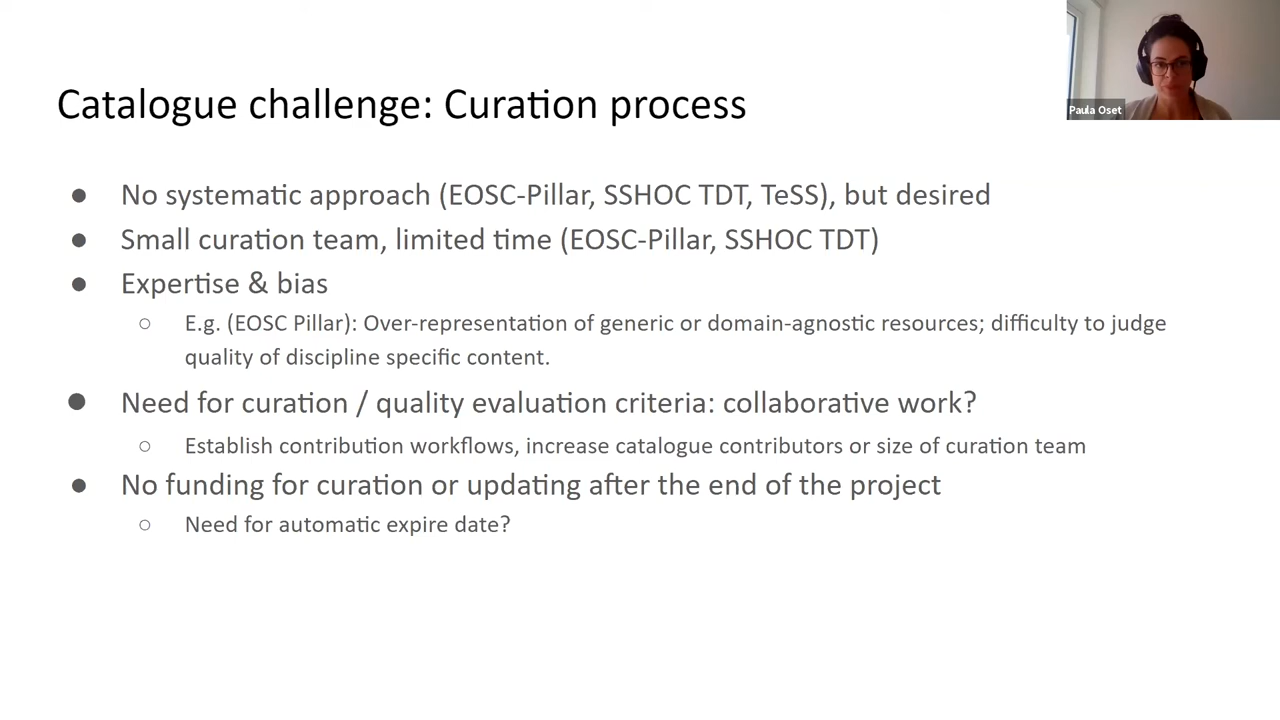 Paula Oset
Catalogue challenge: Curation process
● No systematic approach (EOSC-Pillar, SSHOC TDT, TeSS), but desired
● Small curation team, limited time (EOSC-Pillar, SSHOC TDT)
● Expertise & bias
○ E.g. (EOSC Pillar): Over-representation of generic or domain-agnostic resources; difficulty to judge
quality of discipline specific content.
● Need for curation / quality evaluation criteria: collaborative work?
○ Establish contribution workflows, increase catalogue contributors or size of curation team
● No funding for curation or updating after the end of the project
○ Need for automatic expire date?